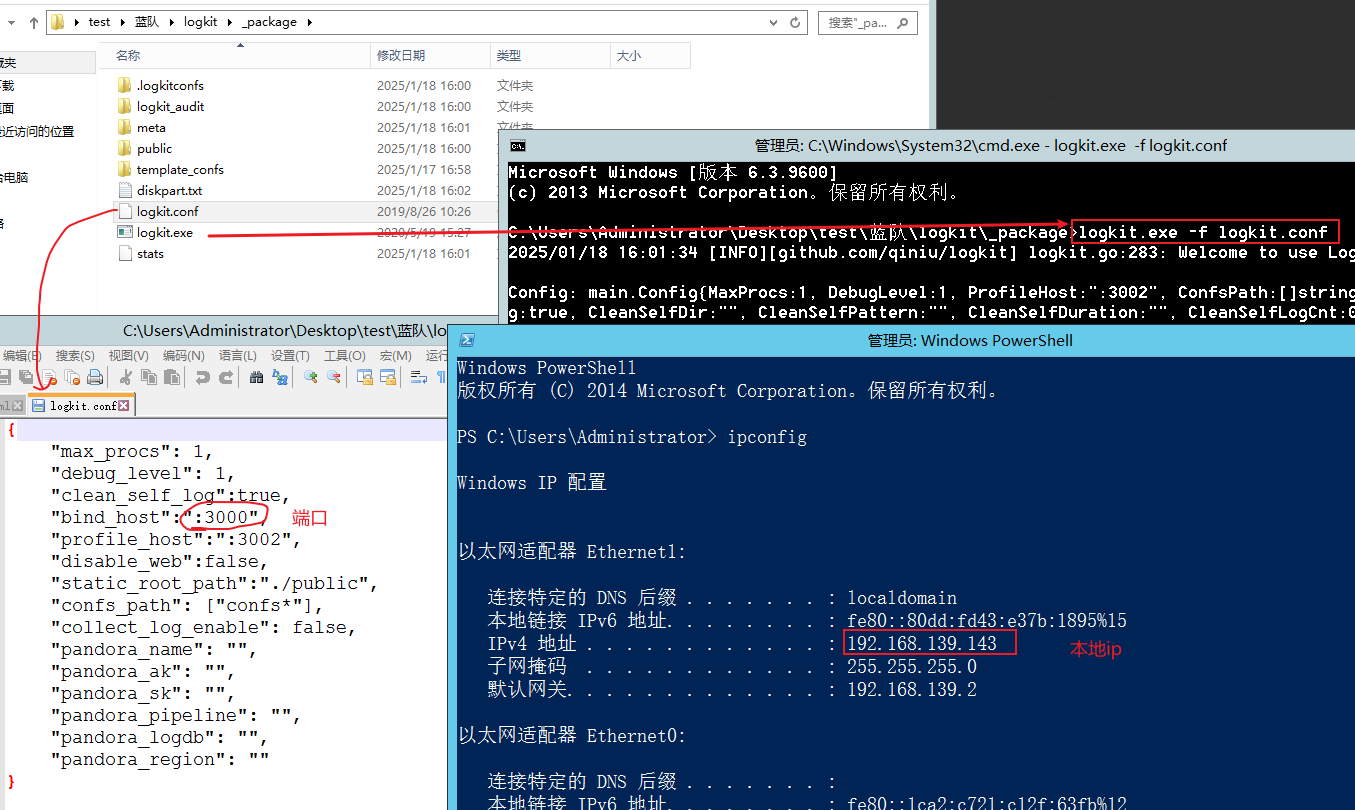 test 蓝队 logkit _package
搜索"_pa...
名称 修改日期 类型 大小
.logkitconfs 2025/1/18 16:00 文件夹
logkit_audit 2025/1/18 16:00 文件夹
meta 2025/1/18 16:01 文件夹
public 2025/1/18 16:00
template_confs 2025/1/17 16:58
diskpart.txt 2025/1/18 16:02
logkit.conf 2019/8/26 10:26
logkit.exe 2020/5/19 15:27
stats 2025/1/18 16:01
夹
下载
桌面
最近访问的位置
电脑
管理员: C:\Windows\System32\cmd.exe - logkit.exe -f logkit.conf
Microsoft Windows [版本 6.3.9600]
(c) 2013 Microsoft Corporation。保留所有权利。
C:\Users\Administrator\Desktop\test\蓝队\logkit\_package>logkit.exe -f logkit.conf
2025/01/18 16:01:34 [INFO][github.com/qiniu/logkit] logkit.go:283: Welcome to use Log
Config: main.Config{MaxProcs:1, DebugLevel:1, ProfileHost:":3002", ConfsPath:[]string
g:true, CleanSelfDir:"", CleanSelfPattern:"", CleanSelfDuration:"", CleanSelfLogCnt:0
C:\Users\Administrator\Desktop\test\蓝队\lo
编辑(E) 搜索(S) 视图(V) 编码(N) 语言(L) 设置(T) 工具(O) 宏(M) 运行
ml logkit.conf
{
"max_procs": 1,
"debug_level": 1,
"clean_self_log":true,
"bind_host":":3000", 端口
"profile_host":":3002",
"disable_web":false,
"static_root_path":"./public",
"confs_path": ["confs*"],
"collect_log_enable": false,
"pandora_name": "",
"pandora_ak": "",
"pandora_sk": "",
"pandora_pipeline": "",
"pandora_logdb": "",
"pandora_region": ""
}
管理员: Windows PowerShell
Windows PowerShell
版权所有 (C) 2014 Microsoft Corporation。保留所有权利。
PS C:\Users\Administrator> ipconfig
Windows IP 配置
以太网适配器 Ethernet1:
连接特定的 DNS 后缀 . . . . . . . : localdomain
本地链接 IPv6 地址. . . . . . . . : fe80::80dd:fd43:e37b:1895%15
IPv4 地址 . . . . . . . . . . . . : 192.168.139.143 本地ip
子网掩码 . . . . . . . . . . . . : 255.255.255.0
默认网关. . . . . . . . . . . . . : 192.168.139.2
以太网适配器 Ethernet0:
连接特定的 DNS 后缀 . . . . . . . :
本地链接 IPv6 地址. . . . . . . . : fe80::1ca2:c721:c12f:63fb%12